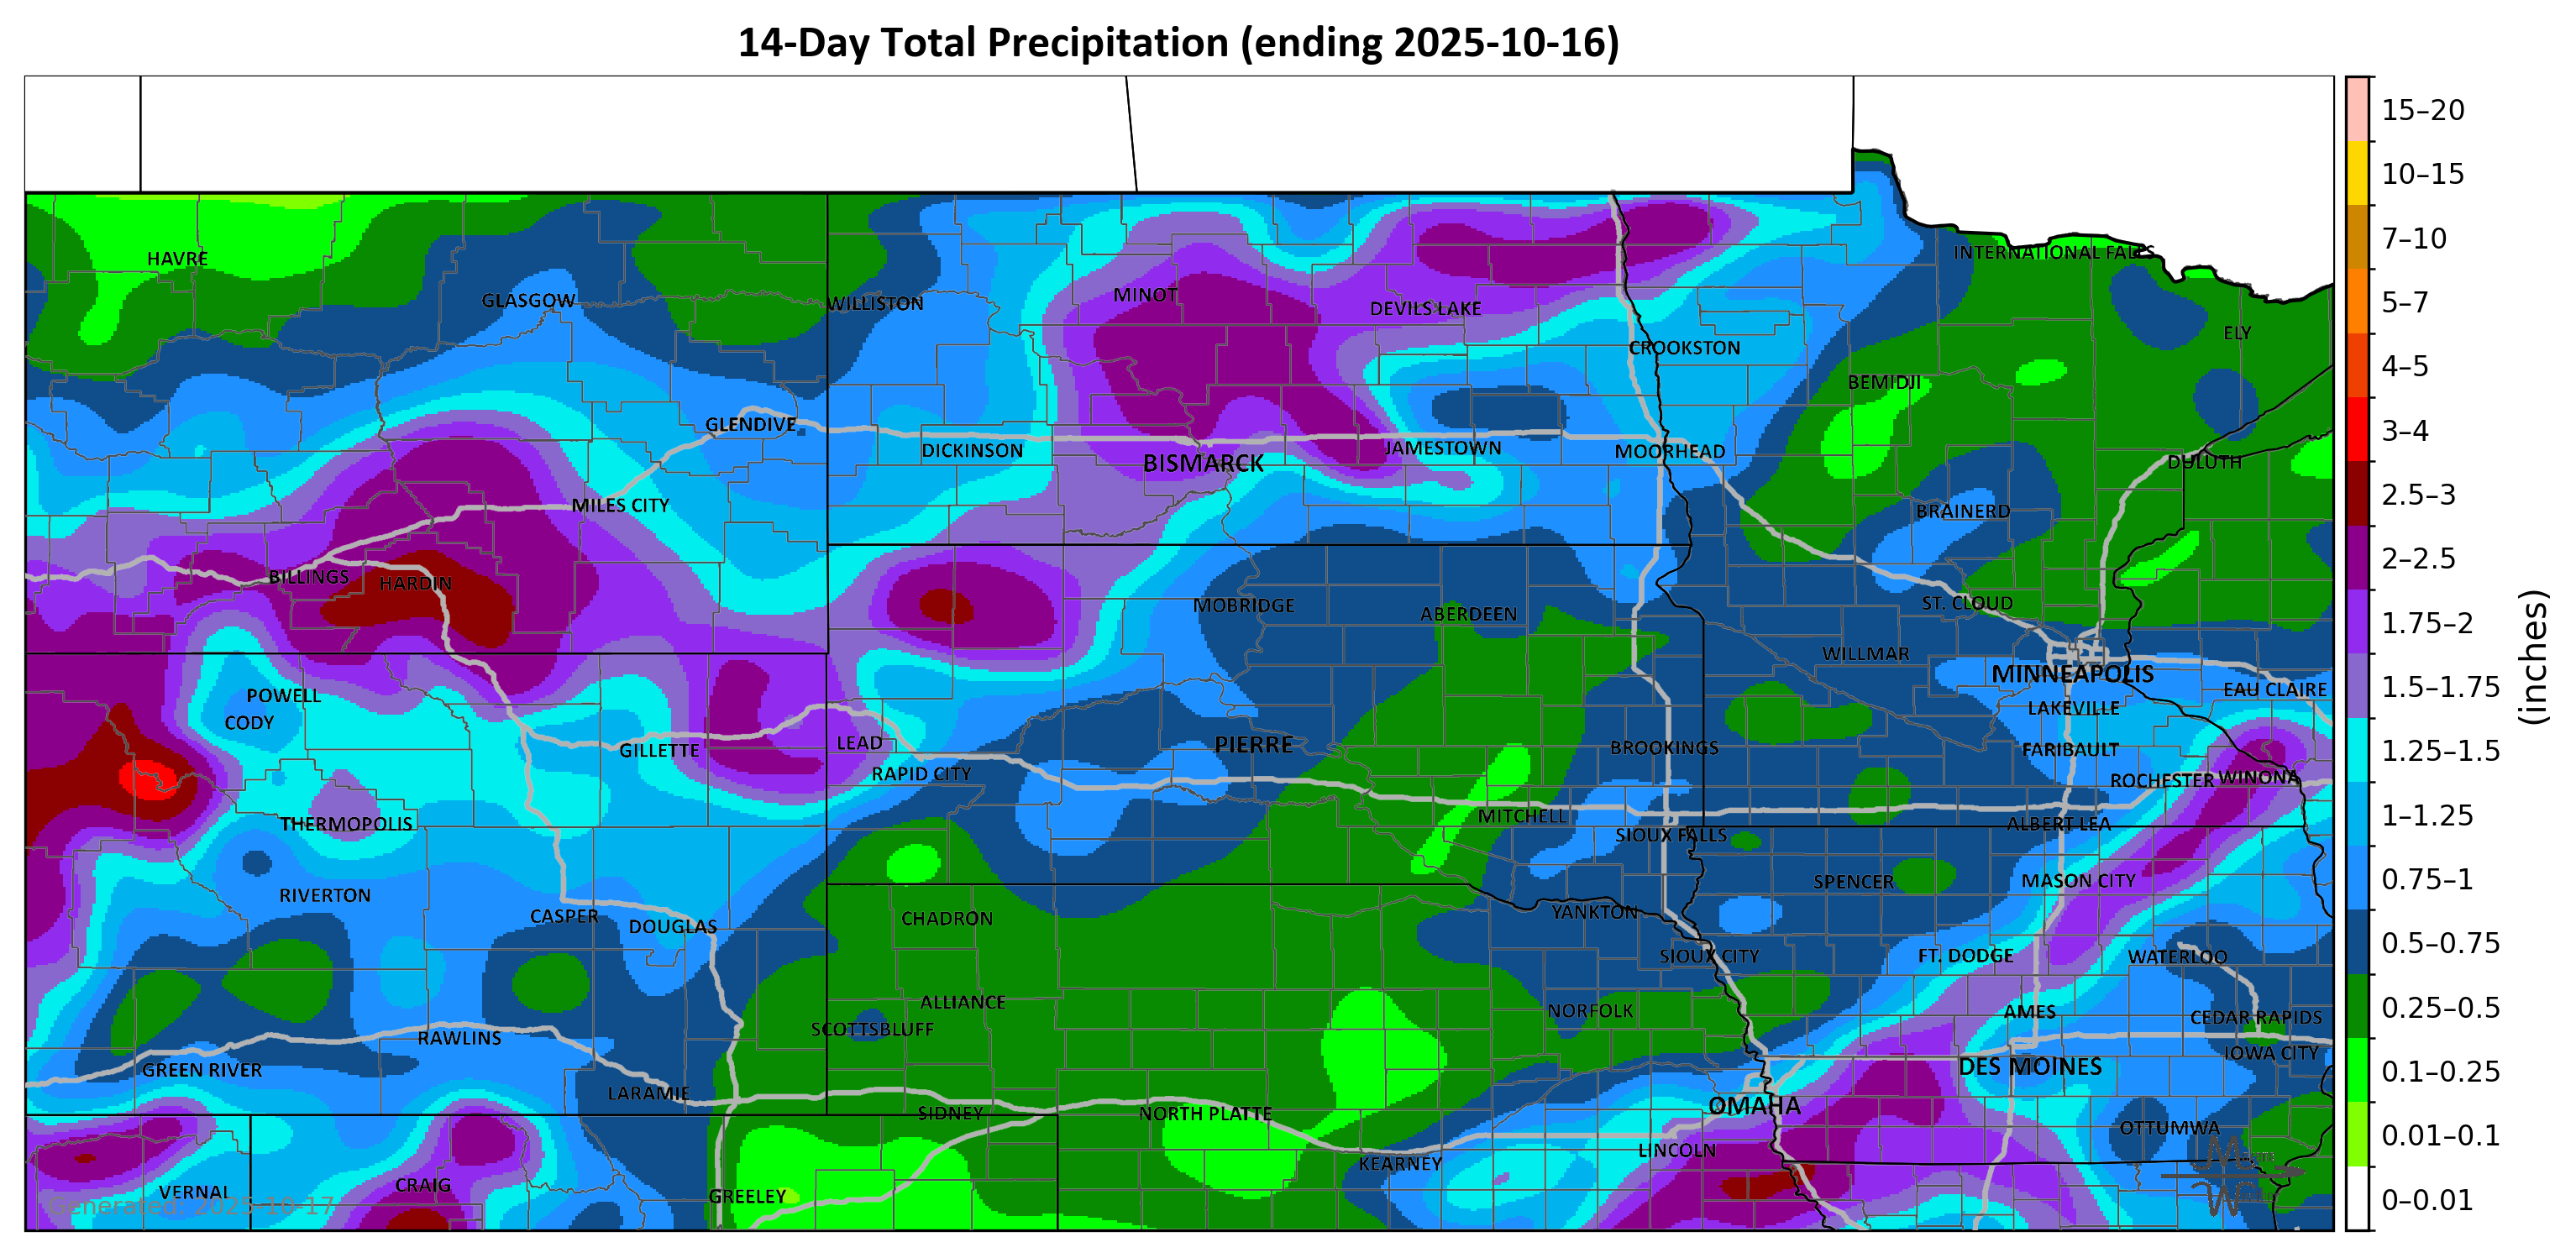 14-Day Total Precipitation (ending 2025-10-16)
15–20
10–15
7–10
5–7
4–5
3–4
2.5–3
2–2.5
1.75–2
1.5–1.75
1.25–1.5
1–1.25
0.75–1
0.5–0.75
0.25–0.5
0.1–0.25
0.01–0.1
0–0.01
(inches)
HAVRE
INTERNATIONAL FALLS
GLASGOW
WILLISTON
MINOT
DEVILS LAKE
ELY
CROOKSTON
BEMIDJI
GLENDIVE
DICKINSON
BISMARCK
JAMESTOWN
MOORHEAD
DULUTH
MILES CITY
BRAINERD
BILLINGS
HARDIN
MOBRIDGE
ABERDEEN
ST. CLOUD
WILLMAR
MINNEAPOLIS
EAU CLAIRE
POWELL
CODY
LAKEVILLE
GILLETTE
LEAD
PIERRE
BROOKINGS
FARIBAULT
RAPID CITY
ROCHESTER
WINONA
THERMOPOLIS
MITCHELL
SIOUX FALLS
ALBERT LEA
RIVERTON
SPENCER
MASON CITY
CASPER
DOUGLAS
CHADRON
YANKTON
SIOUX CITY
FT. DODGE
WATERLOO
ALLIANCE
NORFOLK
AMES
SCOTTSBLUFF
CEDAR RAPIDS
RAWLINS
IOWA CITY
GREEN RIVER
DES MOINES
LARAMIE
SIDNEY
NORTH PLATTE
OMAHA
OTTUMWA
LINCOLN
KEARNEY
VERNAL
CRAIG
GREELEY
Generated: 2025-10-17